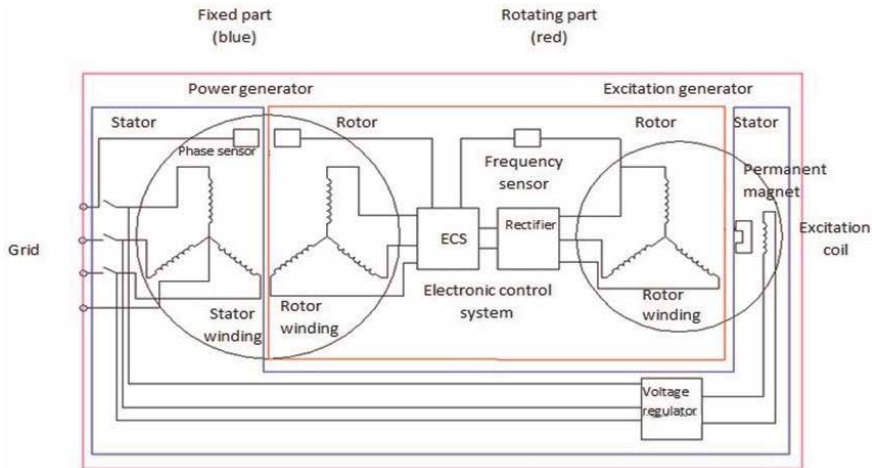 Fixed part
(blue)
Rotating part
(red)
Power generator
Excitation generator
Stator
Rotor
Rotor
Stator
Phase sensor
Frequency
sensor
Permanent
magnet
Grid
ECS
Rectifier
Excitation
coil
Electronic control
system
Stator
winding
Rotor
winding
Rotor
winding
Voltage
regulator